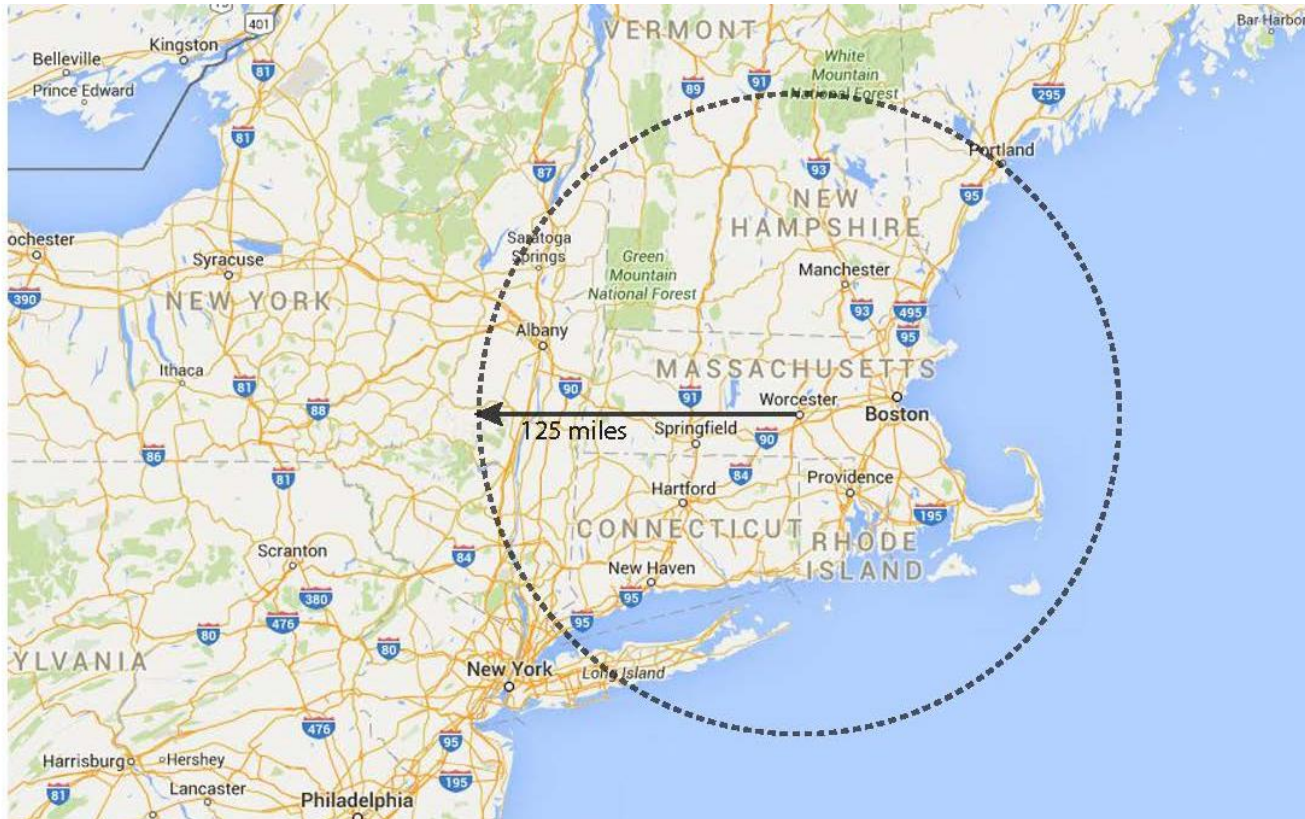 401
VERMONT
Bar Harbor
Kingston
Belleville
81
Prince Edward
89
91
White
Mountain
National Forest
295
81
Portland
87
93
95
NEW
HAMPSHIRE
ochester
Syracuse
Saratoga
Springs
Green
Mountain
National Forest
Manchester
390
NEW YORK
93
495
95
Albany
MASSACHUSETTS
Ithaca
81
90
91
88
Worcester
Boston
125 miles
Springfield
90
86
81
84
Providence
Hartford
195
CONNECTICUT
RHODE
ISLAND
Scranton
84
New Haven
380
95
476
95
80
80
YLVANIA
New York
Long Island
476
95
Harrisburg
Hershey
195
81
Lancaster
Philadelphia